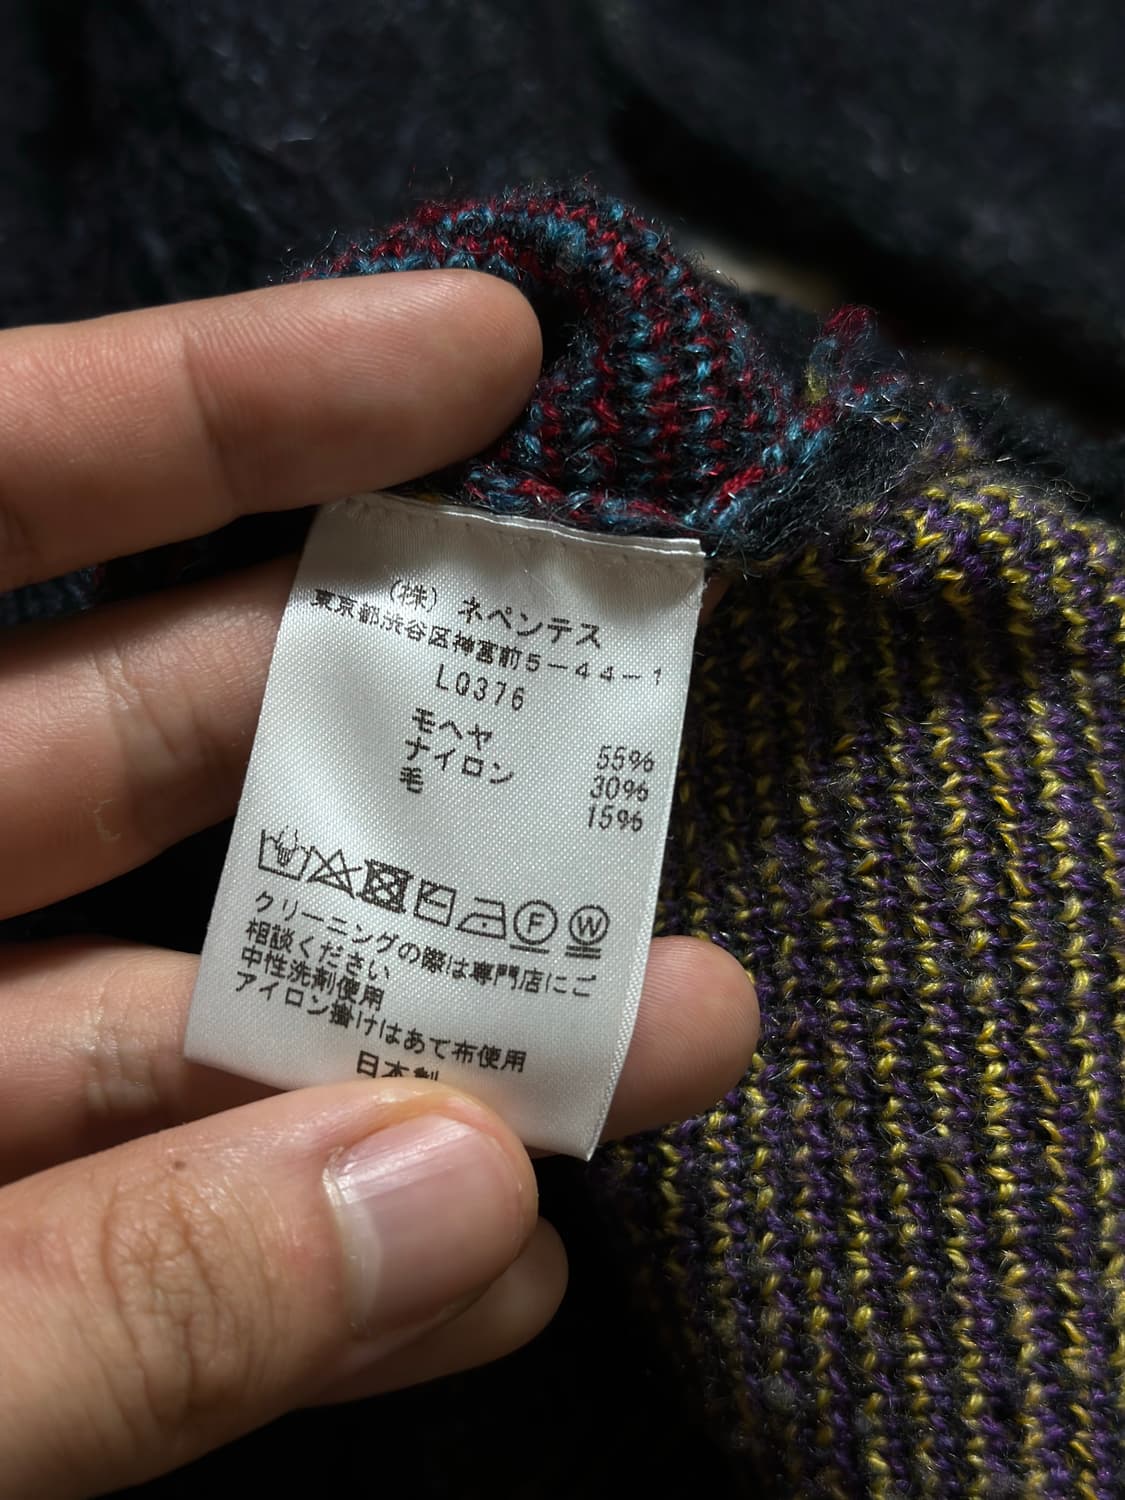 (株) ネペンテス
東京都渋谷区神宮前5-44-1
LQ376
モヘヤ 55%
ナイロン 30%
毛 15%
F W
クリーニングの際は専門店にご
相談ください
中性洗剤使用
アイロン掛けはあて布使用
日本製